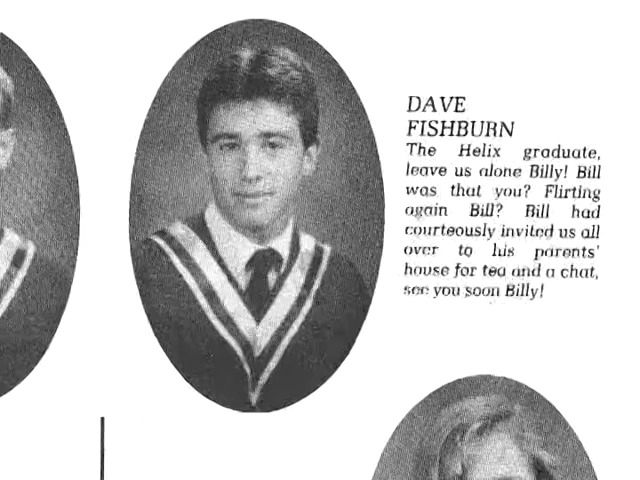 DAVE
FISHBURN
The Helix graduate,
leave us alone Billy! Bill
was that you? Flirting
again Bill? Bill had
courteously invited us all
over to his parents'
house for tea and a chat,
see you soon Billy!